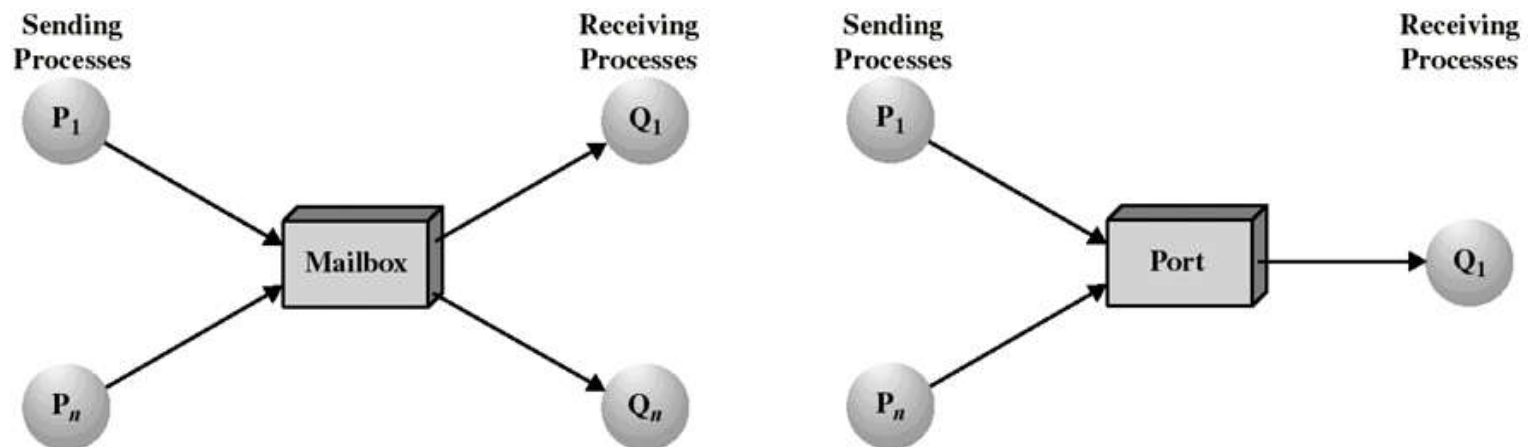 Sending
Processes
Receiving
Processes
P1
Q1
Mailbox
Pn
Qn
Sending
Processes
Receiving
Processes
P1
Port
Q1
Pn